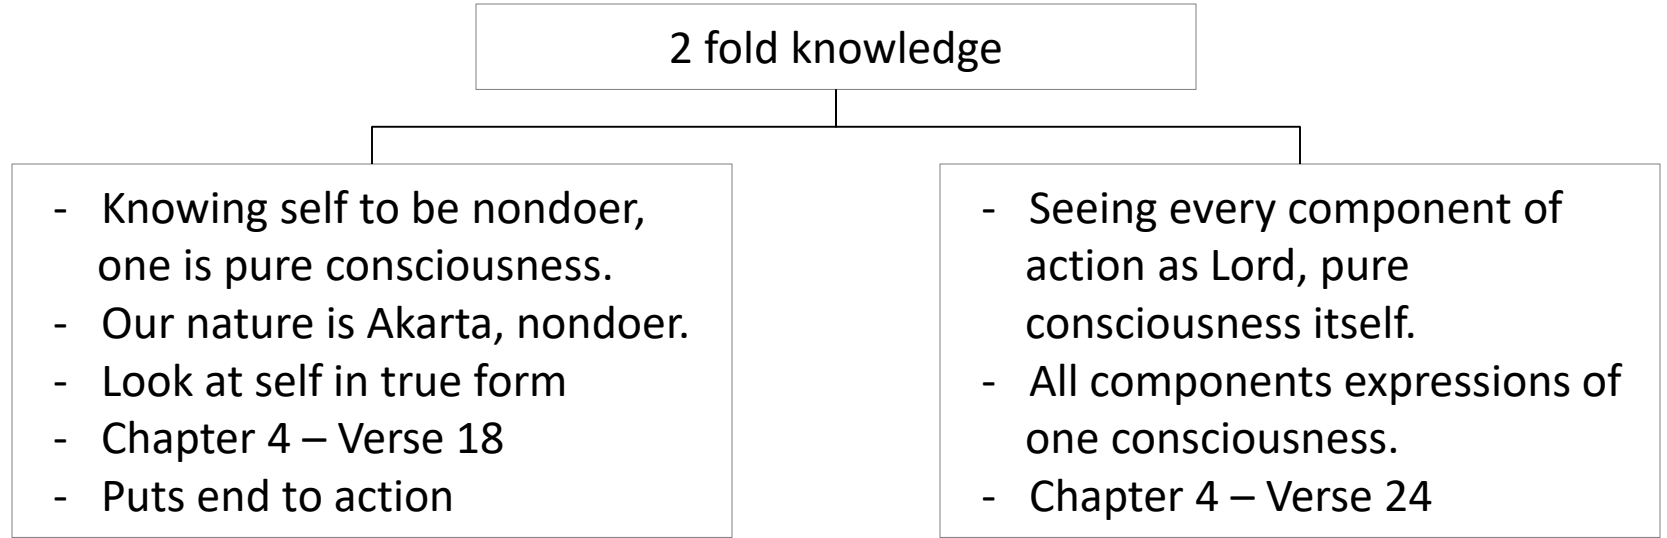 2 fold knowledge
- Knowing self to be nondoer,
one is pure consciousness.
- Our nature is Akarta, nondoer.
- Look at self in true form
- Chapter 4 – Verse 18
- Puts end to action
- Seeing every component of
action as Lord, pure
consciousness itself.
- All components expressions of
one consciousness.
- Chapter 4 – Verse 24